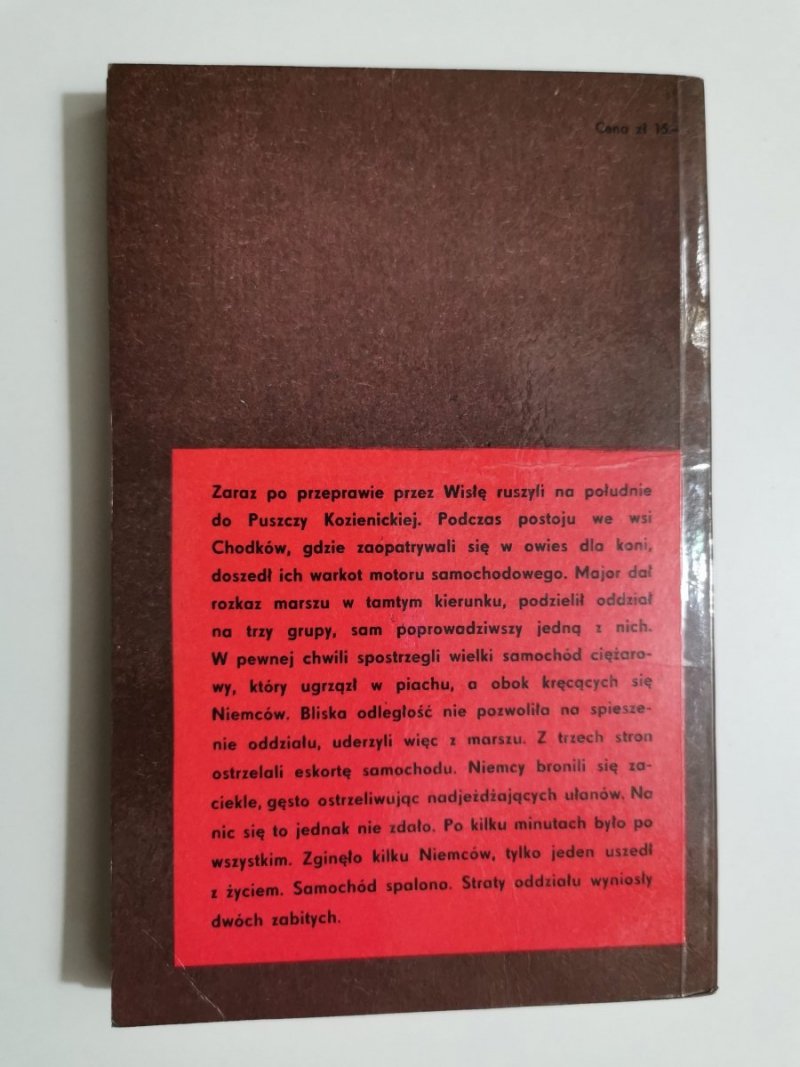 Cena zł 15.—
Zaraz po przeprawie przez Wisłę ruszyli na południe
do Puszczy Kozienickiej. Podczas postoju we wsi
Chodków, gdzie zaopatrywali się w owies dla koni,
doszedł ich warkot motoru samochodowego. Major dał
rozkaz marszu w tamtym kierunku, podzielił oddział
na trzy grupy, sam poprowadziwszy jedną z nich.
W pewnej chwili spostrzegli wielki samochód ciężaro-
wy, który ugrzązł w piachu, a obok kręcących się
Niemców. Bliska odległość nie pozwoliła na spiesze-
nie oddziału, uderzyli więc z marszu. Z trzech stron
ostrzelali eskortę samochodu. Niemcy bronili się za-
ciekle, gęsto ostrzeliwując nadjeżdżających ułanów. Na
nic się to jednak nie zdało. Po kilku minutach było po
wszystkim. Zginęło kilku Niemców, tylko jeden uszedł
z życiem. Samochód spalono. Straty oddziału wyniosły
dwóch zabitych.